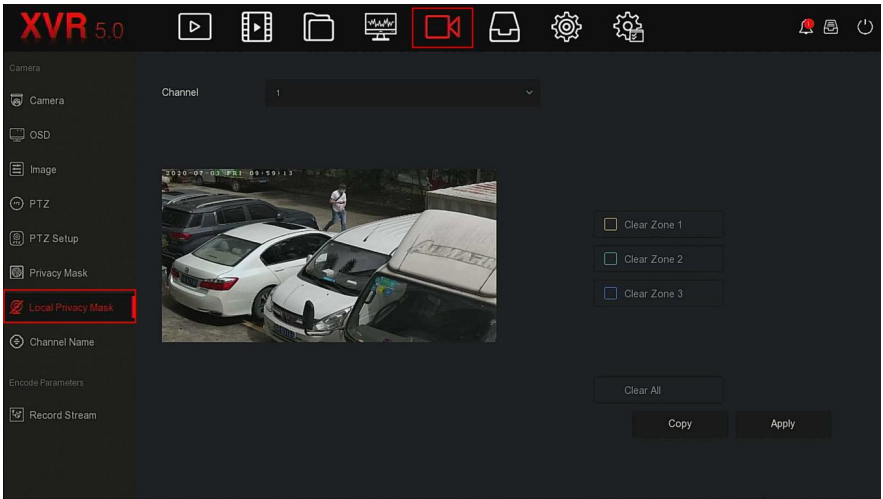 XVR 5.0
Camera
Camera
OSD
Image
PTZ
PTZ Setup
Privacy Mask
Local Privacy Mask
Channel Name
Encode Parameters
Record Stream
Channel
1
2020-07-03 FRI 09:59:13
Clear Zone 1
Clear Zone 2
Clear Zone 3
Clear All
Copy
Apply